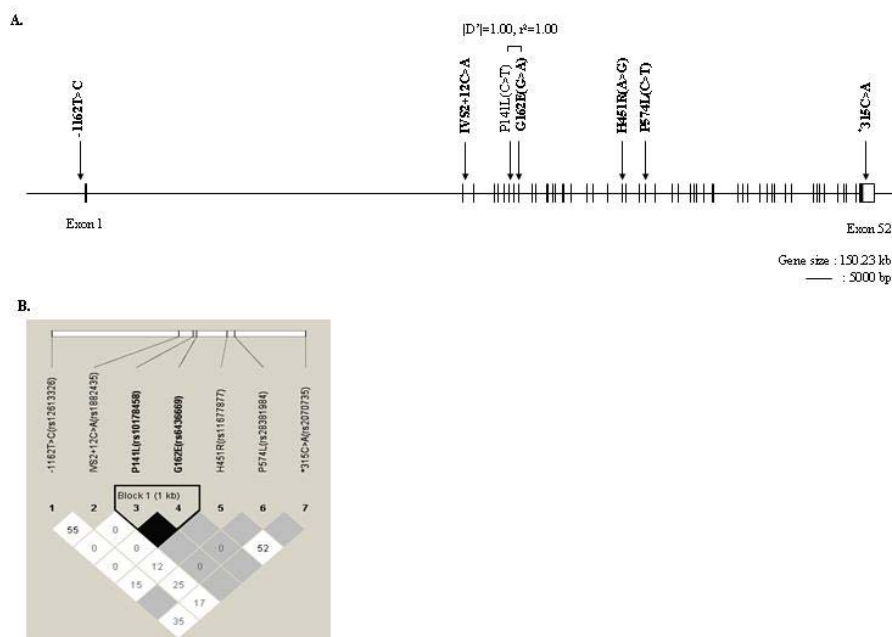 A.
|D'|=1.00, r²=1.00
-1162T>C
IVS2+12C>A
P141L(C>T)
G162E(G>A)
H451R(A>G)
P574L(C>T)
*315C>A
Exon 1
Exon 52
Gene size : 150.23 kb
: 5000 bp
B.
-1162T>C(rs12613326)
IVS2+12C>A(rs1882435)
P141L(rs10178458)
G162E(rs6436669)
H451R(rs11677877)
P574L(rs28381984)
*315C>A(rs2070735)
Block 1 (1 kb)
1 2 3 4 5 6 7
55 0 0 52
0 0 0
0 12 25
15 17
35